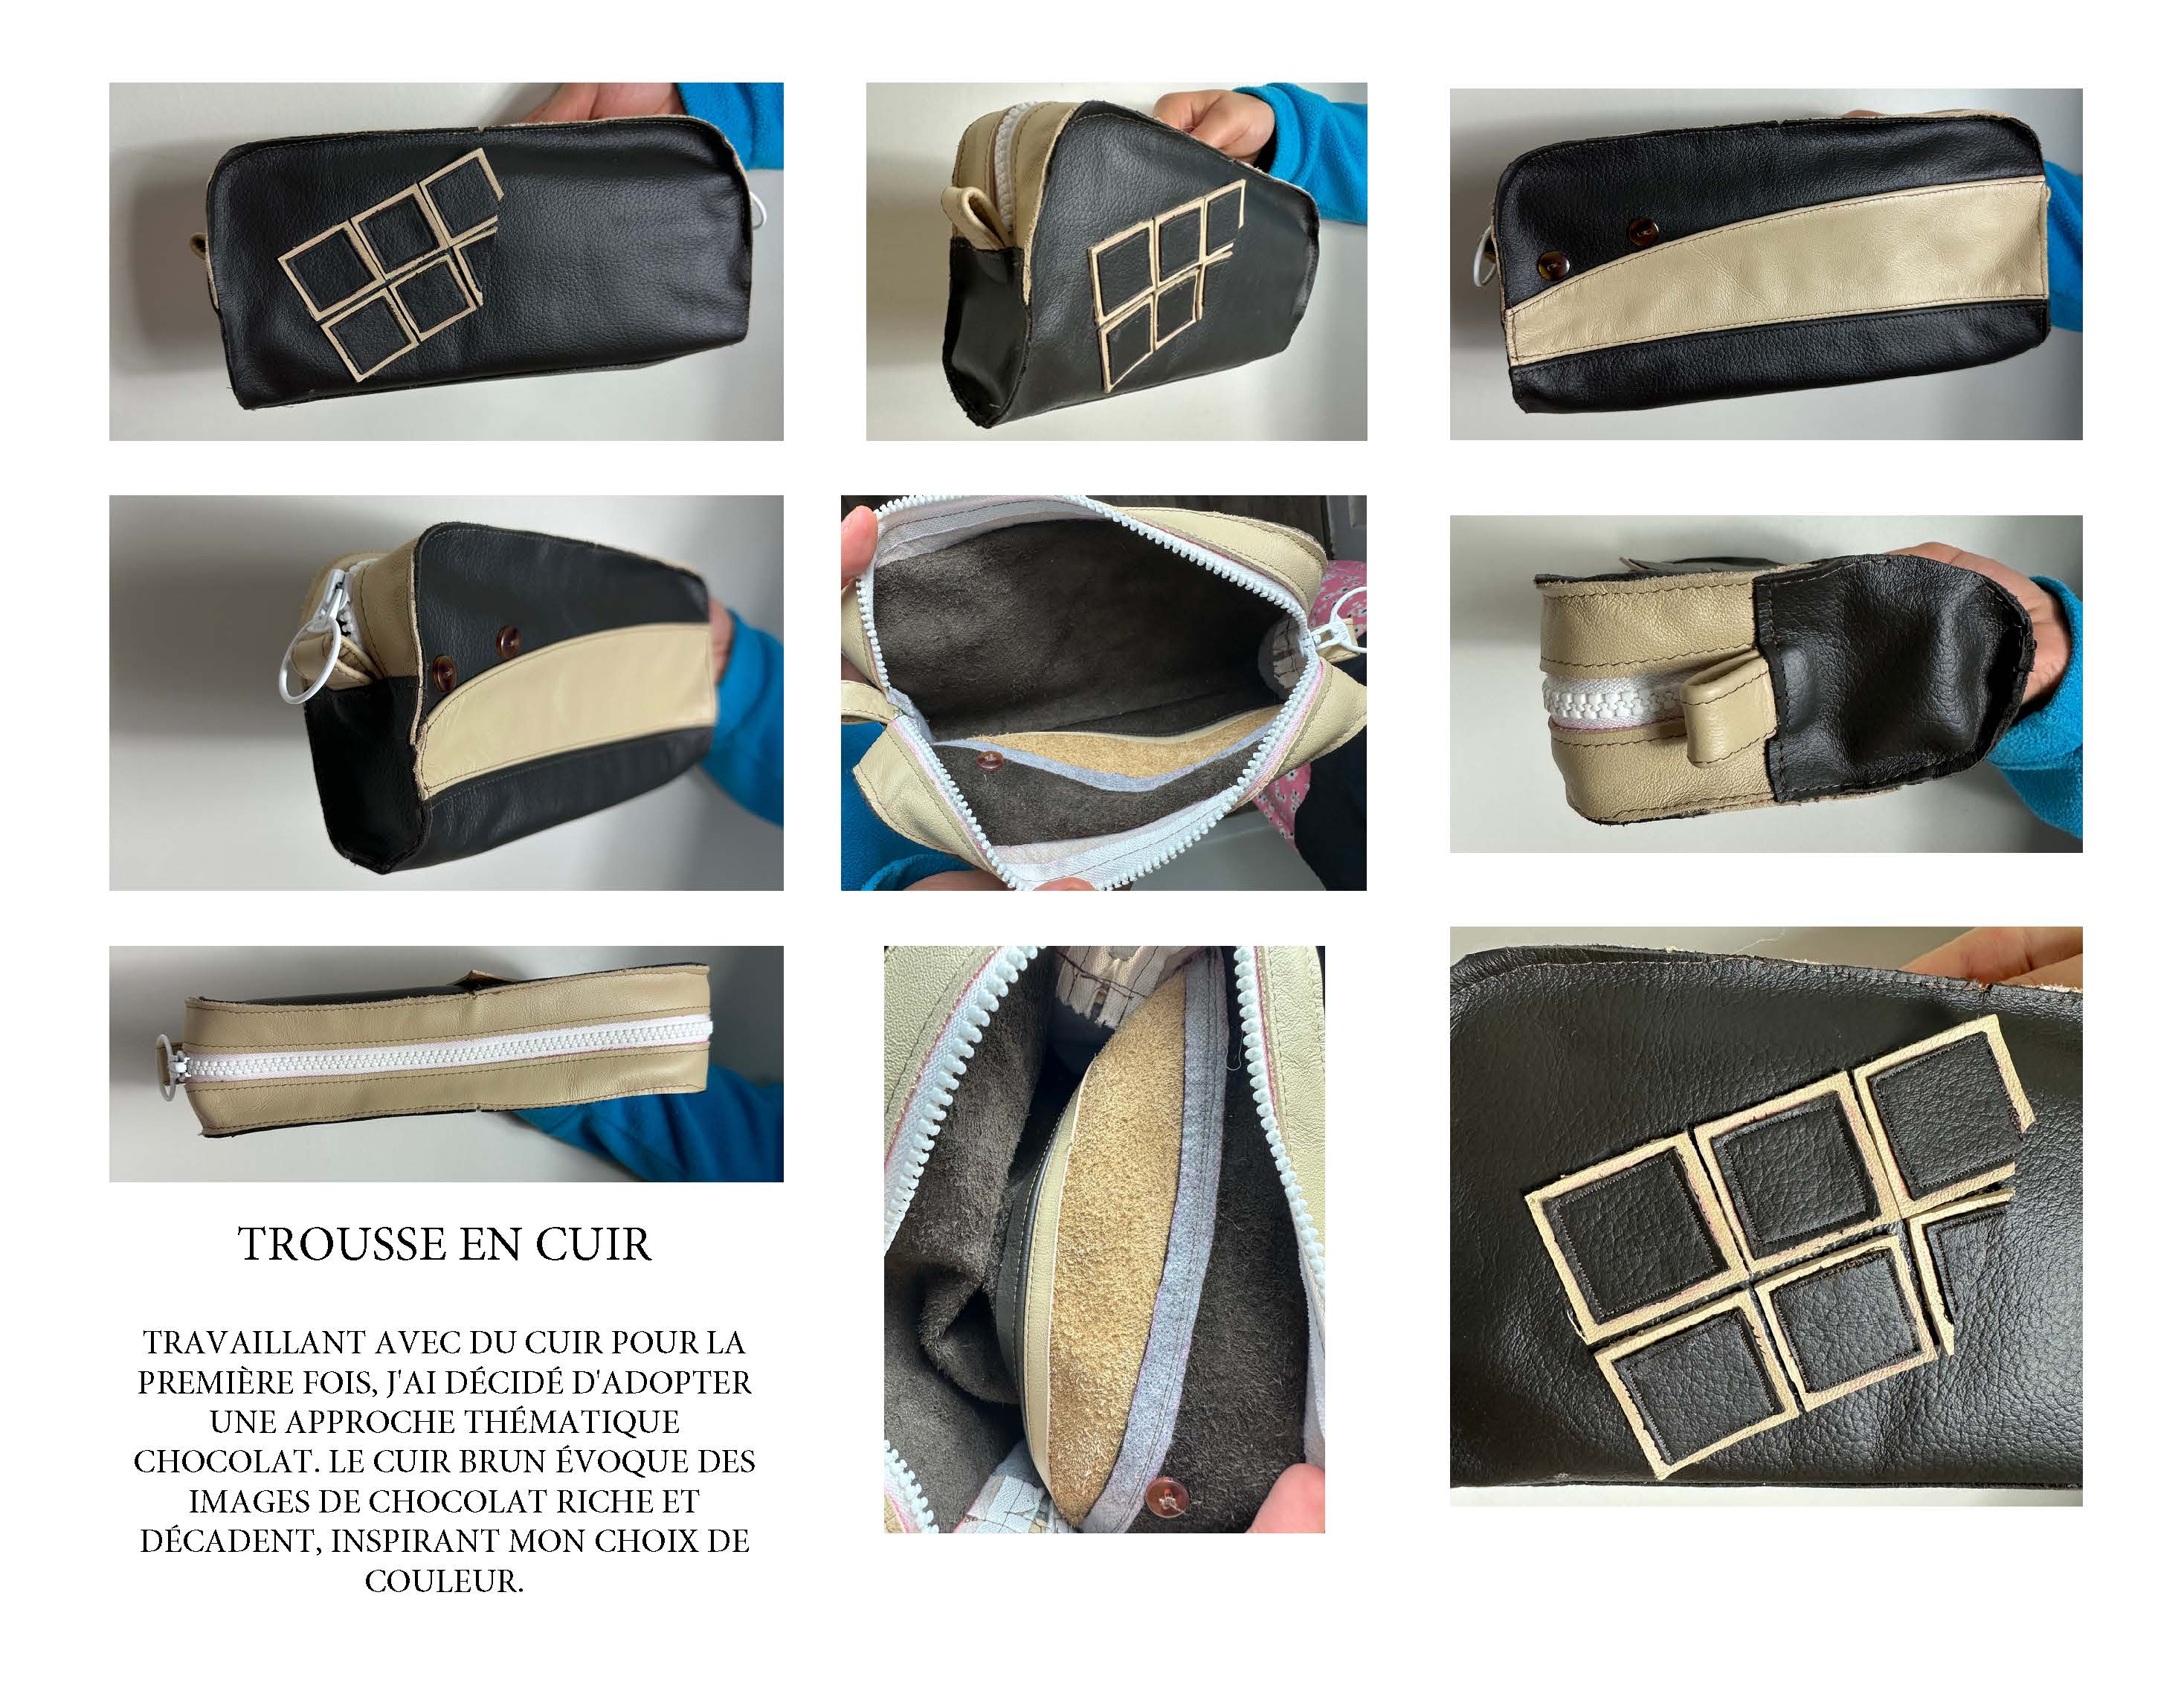 TROUSSE EN CUIR
TRAVAILLANT AVEC DU CUIR POUR LA
PREMIÈRE FOIS, J'AI DÉCIDÉ D'ADOPTER
UNE APPROCHE THÉMATIQUE
CHOCOLAT. LE CUIR BRUN ÉVOQUE DES
IMAGES DE CHOCOLAT RICHE ET
DÉCADENT, INSPIRANT MON CHOIX DE
COULEUR.